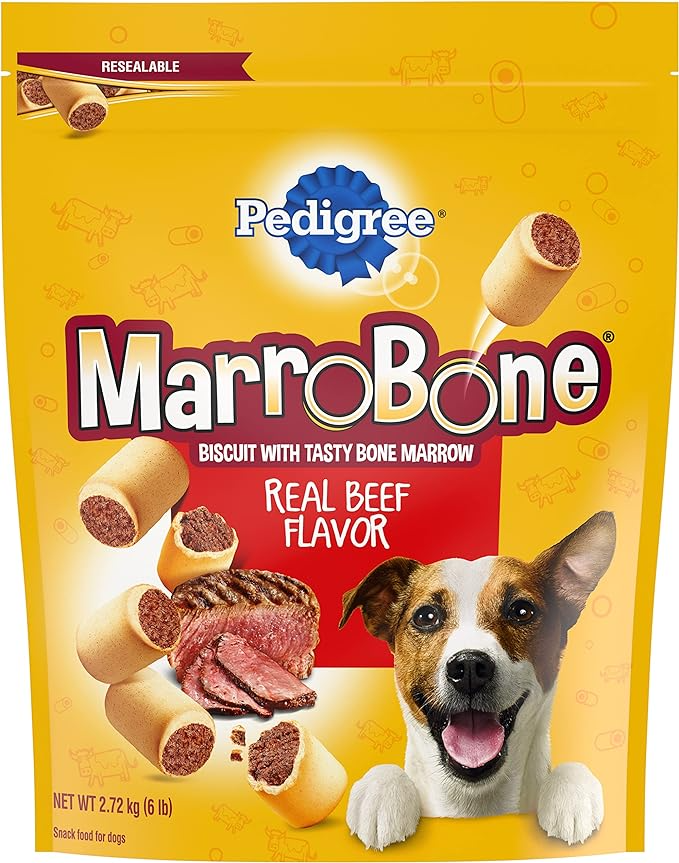 RESEALABLE
Pedigree®
MarroBone®
BISCUIT WITH TASTY BONE MARROW
REAL BEEF
FLAVOR
NET WT 2.72 kg (6 lb)
Snack food for dogs